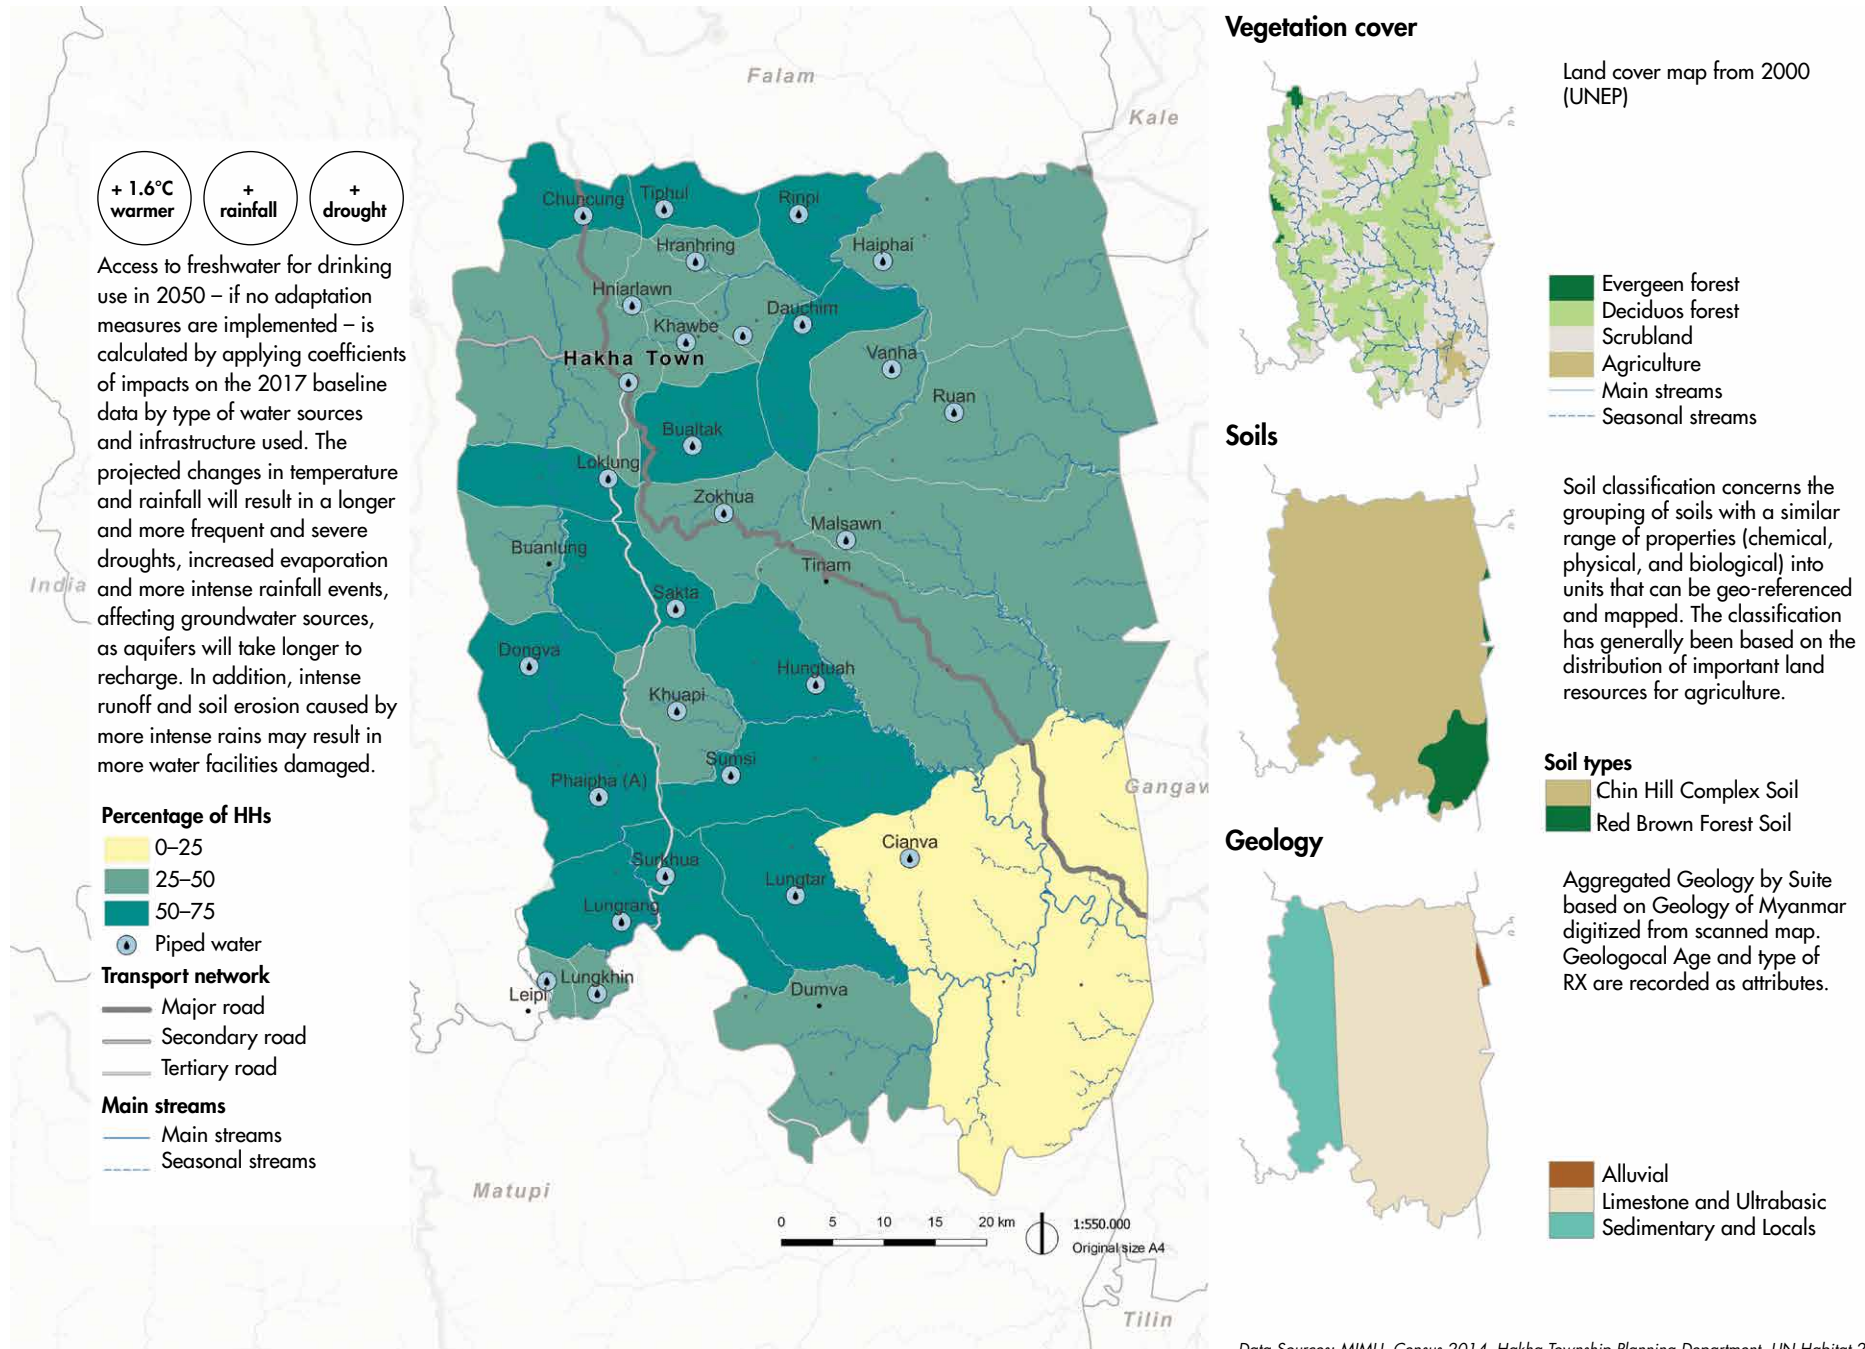 + 1.6°C
warmer
+
rainfall
+
drought
Access to freshwater for drinking
use in 2050 – if no adaptation
measures are implemented – is
calculated by applying coefficients
of impacts on the 2017 baseline
data by type of water sources
and infrastructure used. The
projected changes in temperature
and rainfall will result in a longer
and more frequent and severe
droughts, increased evaporation
and more intense rainfall events,
affecting groundwater sources,
as aquifers will take longer to
recharge. In addition, intense
runoff and soil erosion caused by
more intense rains may result in
more water facilities damaged.
Percentage of HHs
0–25
25–50
50–75
Piped water
Transport network
Major road
Secondary road
Tertiary road
Main streams
Main streams
Seasonal streams
Falam
Kale
India
Gangaw
Matupi
Tilin
Chuncung
Tiphul
Rinpi
Hranhring
Haiphai
Hniarlawn
Dauchim
Khawbe
Hakha Town
Vanha
Ruan
Bualtak
Loklung
Zokhua
Malsawn
Buanlung
Tinam
Sakta
Dongva
Hungtuah
Khuapi
Sumsi
Phaipha (A)
Cianva
Surkhua
Lungtar
Lungrang
Lungkhin
Leipi
Dumva
0 5 10 15 20 km
1:550.000
Original size A4
Vegetation cover
Land cover map from 2000
(UNEP)
Evergeen forest
Deciduos forest
Scrubland
Agriculture
Main streams
Seasonal streams
Soils
Soil classification concerns the
grouping of soils with a similar
range of properties (chemical,
physical, and biological) into
units that can be geo-referenced
and mapped. The classification
has generally been based on the
distribution of important land
resources for agriculture.
Soil types
Chin Hill Complex Soil
Red Brown Forest Soil
Geology
Aggregated Geology by Suite
based on Geology of Myanmar
digitized from scanned map.
Geologocal Age and type of
RX are recorded as attributes.
Alluvial
Limestone and Ultrabasic
Sedimentary and Locals
Data Sources: MIMU, Census 2014, Hakha Township Planning Department, UN-Habitat 2